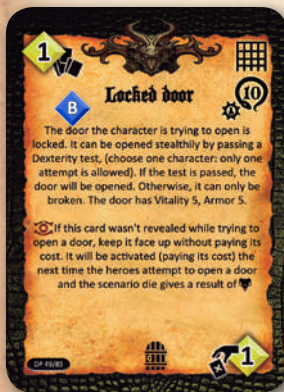 1
10
A
Locked door
B
The door the character is trying to open is
locked. It can be opened stealthily by passing a
Dexterity test, (choose one character: only one
attempt is allowed). If the test is passed, the
door will be opened. Otherwise, it can only be
broken. The door has Vitality 5, Armor 5.
If this card wasn't revealed while trying to
open a door, keep it face up without paying its
cost. It will be activated (paying its cost) the
next time the heroes attempt to open a door
and the scenario die gives a result of
DP 49/85
1